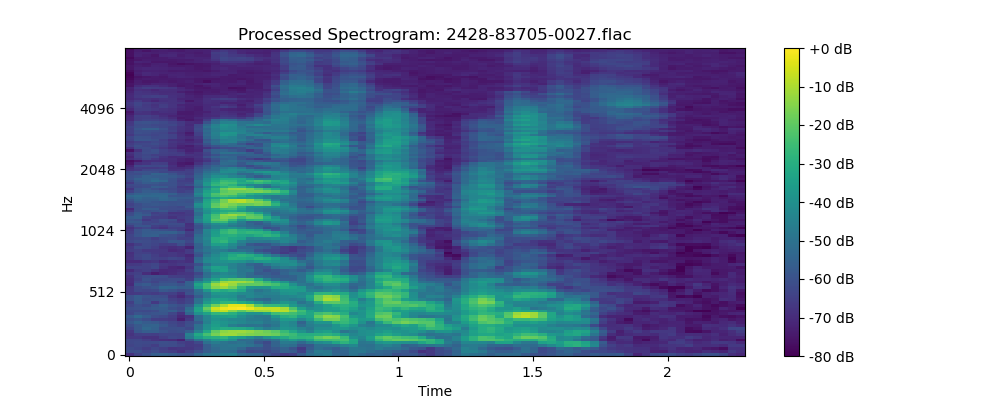 Processed Spectrogram: 2428-83705-0027.flac
+0 dB
-10 dB
4096
-20 dB
-30 dB
2048
Hz
-40 dB
1024
-50 dB
-60 dB
512
-70 dB
0
-80 dB
0 0.5 1 1.5 2
Time